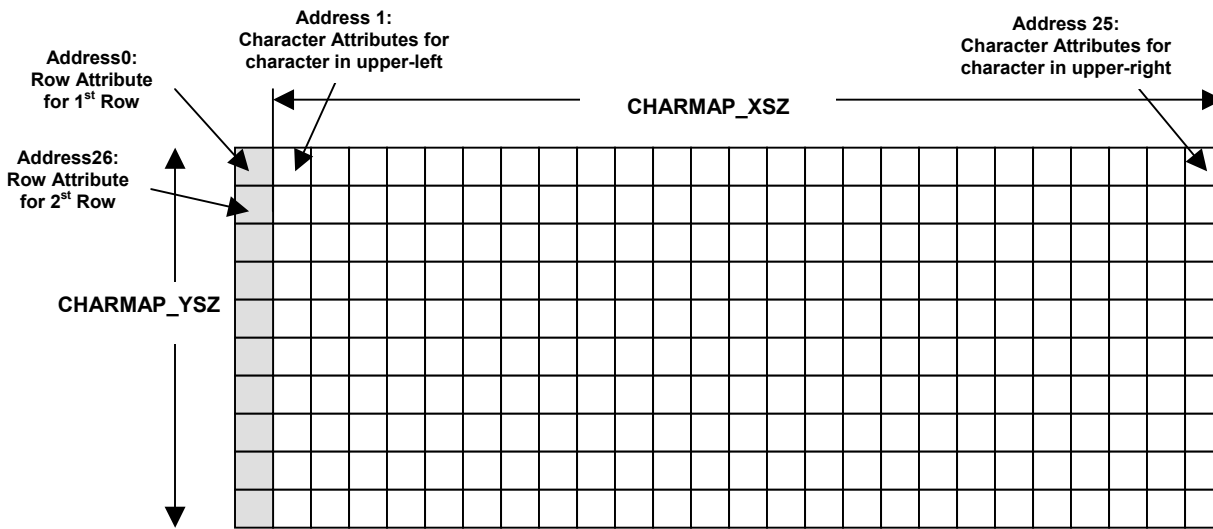 Address 1:
Character Attributes for
character in upper-left
Address 25:
Character Attributes for
character in upper-right
Address0:
Row Attribute
for 1st Row
CHARMAP_XSZ
Address26:
Row Attribute
for 2st Row
CHARMAP_YSZ